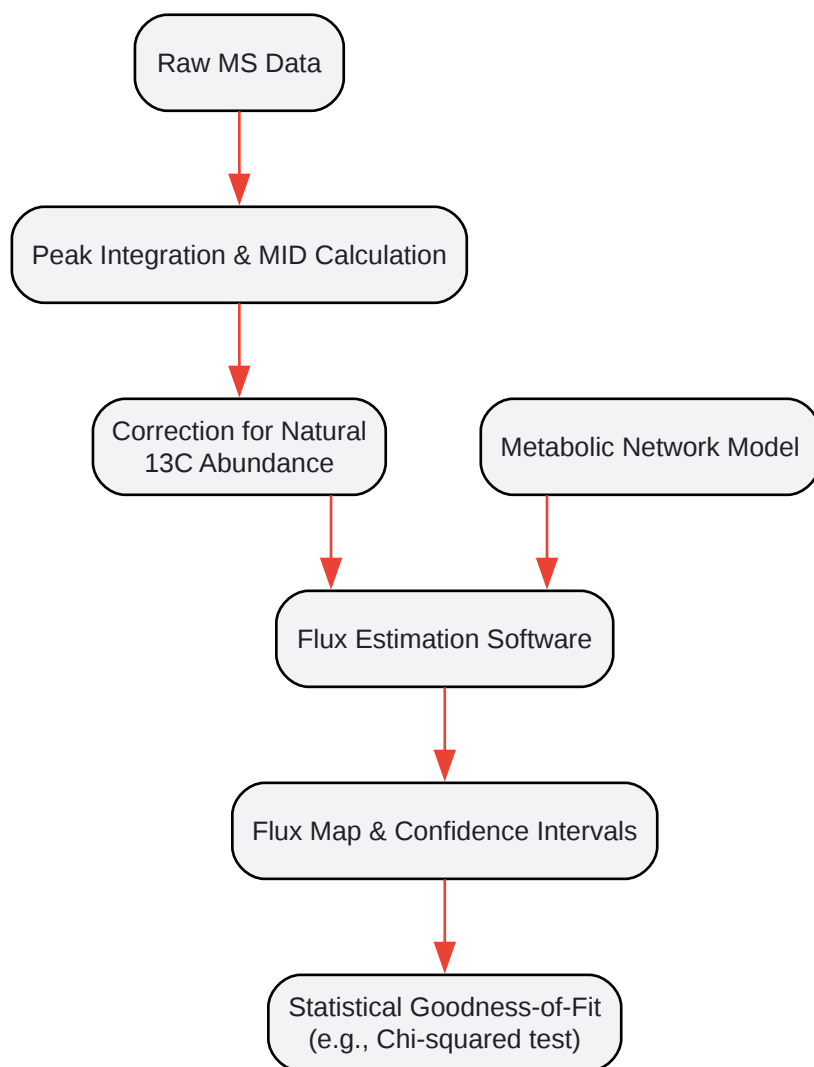 Raw MS Data
Peak Integration & MID Calculation
Correction for Natural
13C Abundance
Metabolic Network Model
Flux Estimation Software
Flux Map & Confidence Intervals
Statistical Goodness-of-Fit
(e.g., Chi-squared test)